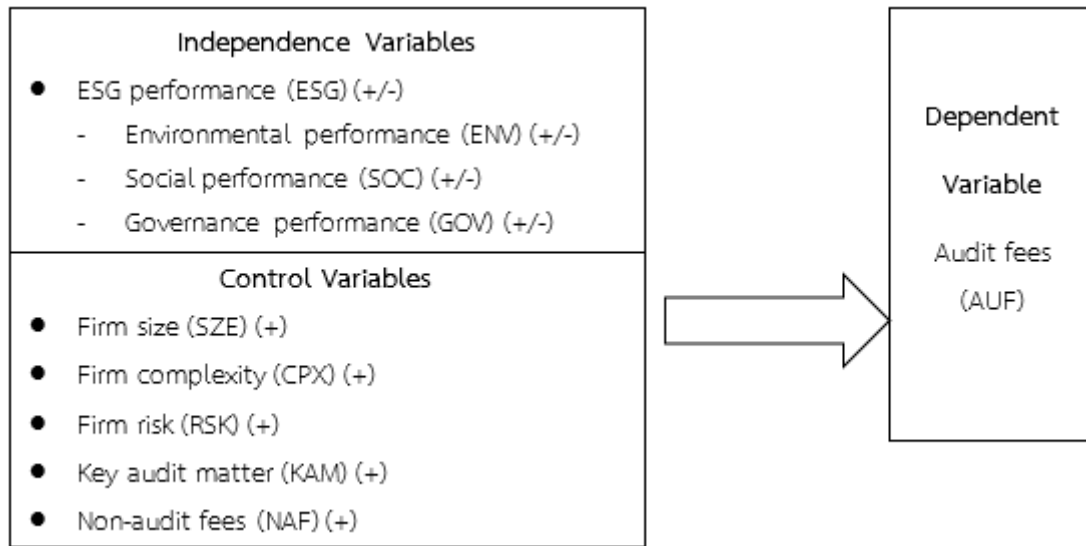 Independence Variables
● ESG performance (ESG) (+/-)
- Environmental performance (ENV) (+/-)
- Social performance (SOC) (+/-)
- Governance performance (GOV) (+/-)
Control Variables
● Firm size (SZE) (+)
● Firm complexity (CPX) (+)
● Firm risk (RSK) (+)
● Key audit matter (KAM) (+)
● Non-audit fees (NAF) (+)
Dependent
Variable
Audit fees
(AUF)